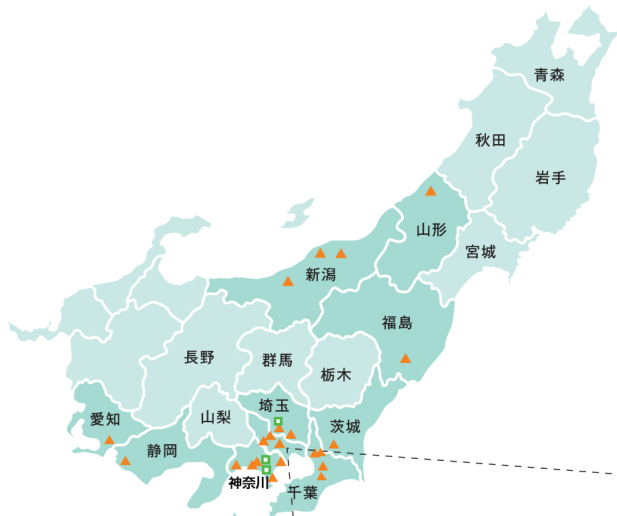 青森
秋田
岩手
山形
宮城
新潟
福島
長野
群馬
栃木
埼玉
愛知
山梨
茨城
静岡
神奈川
千葉